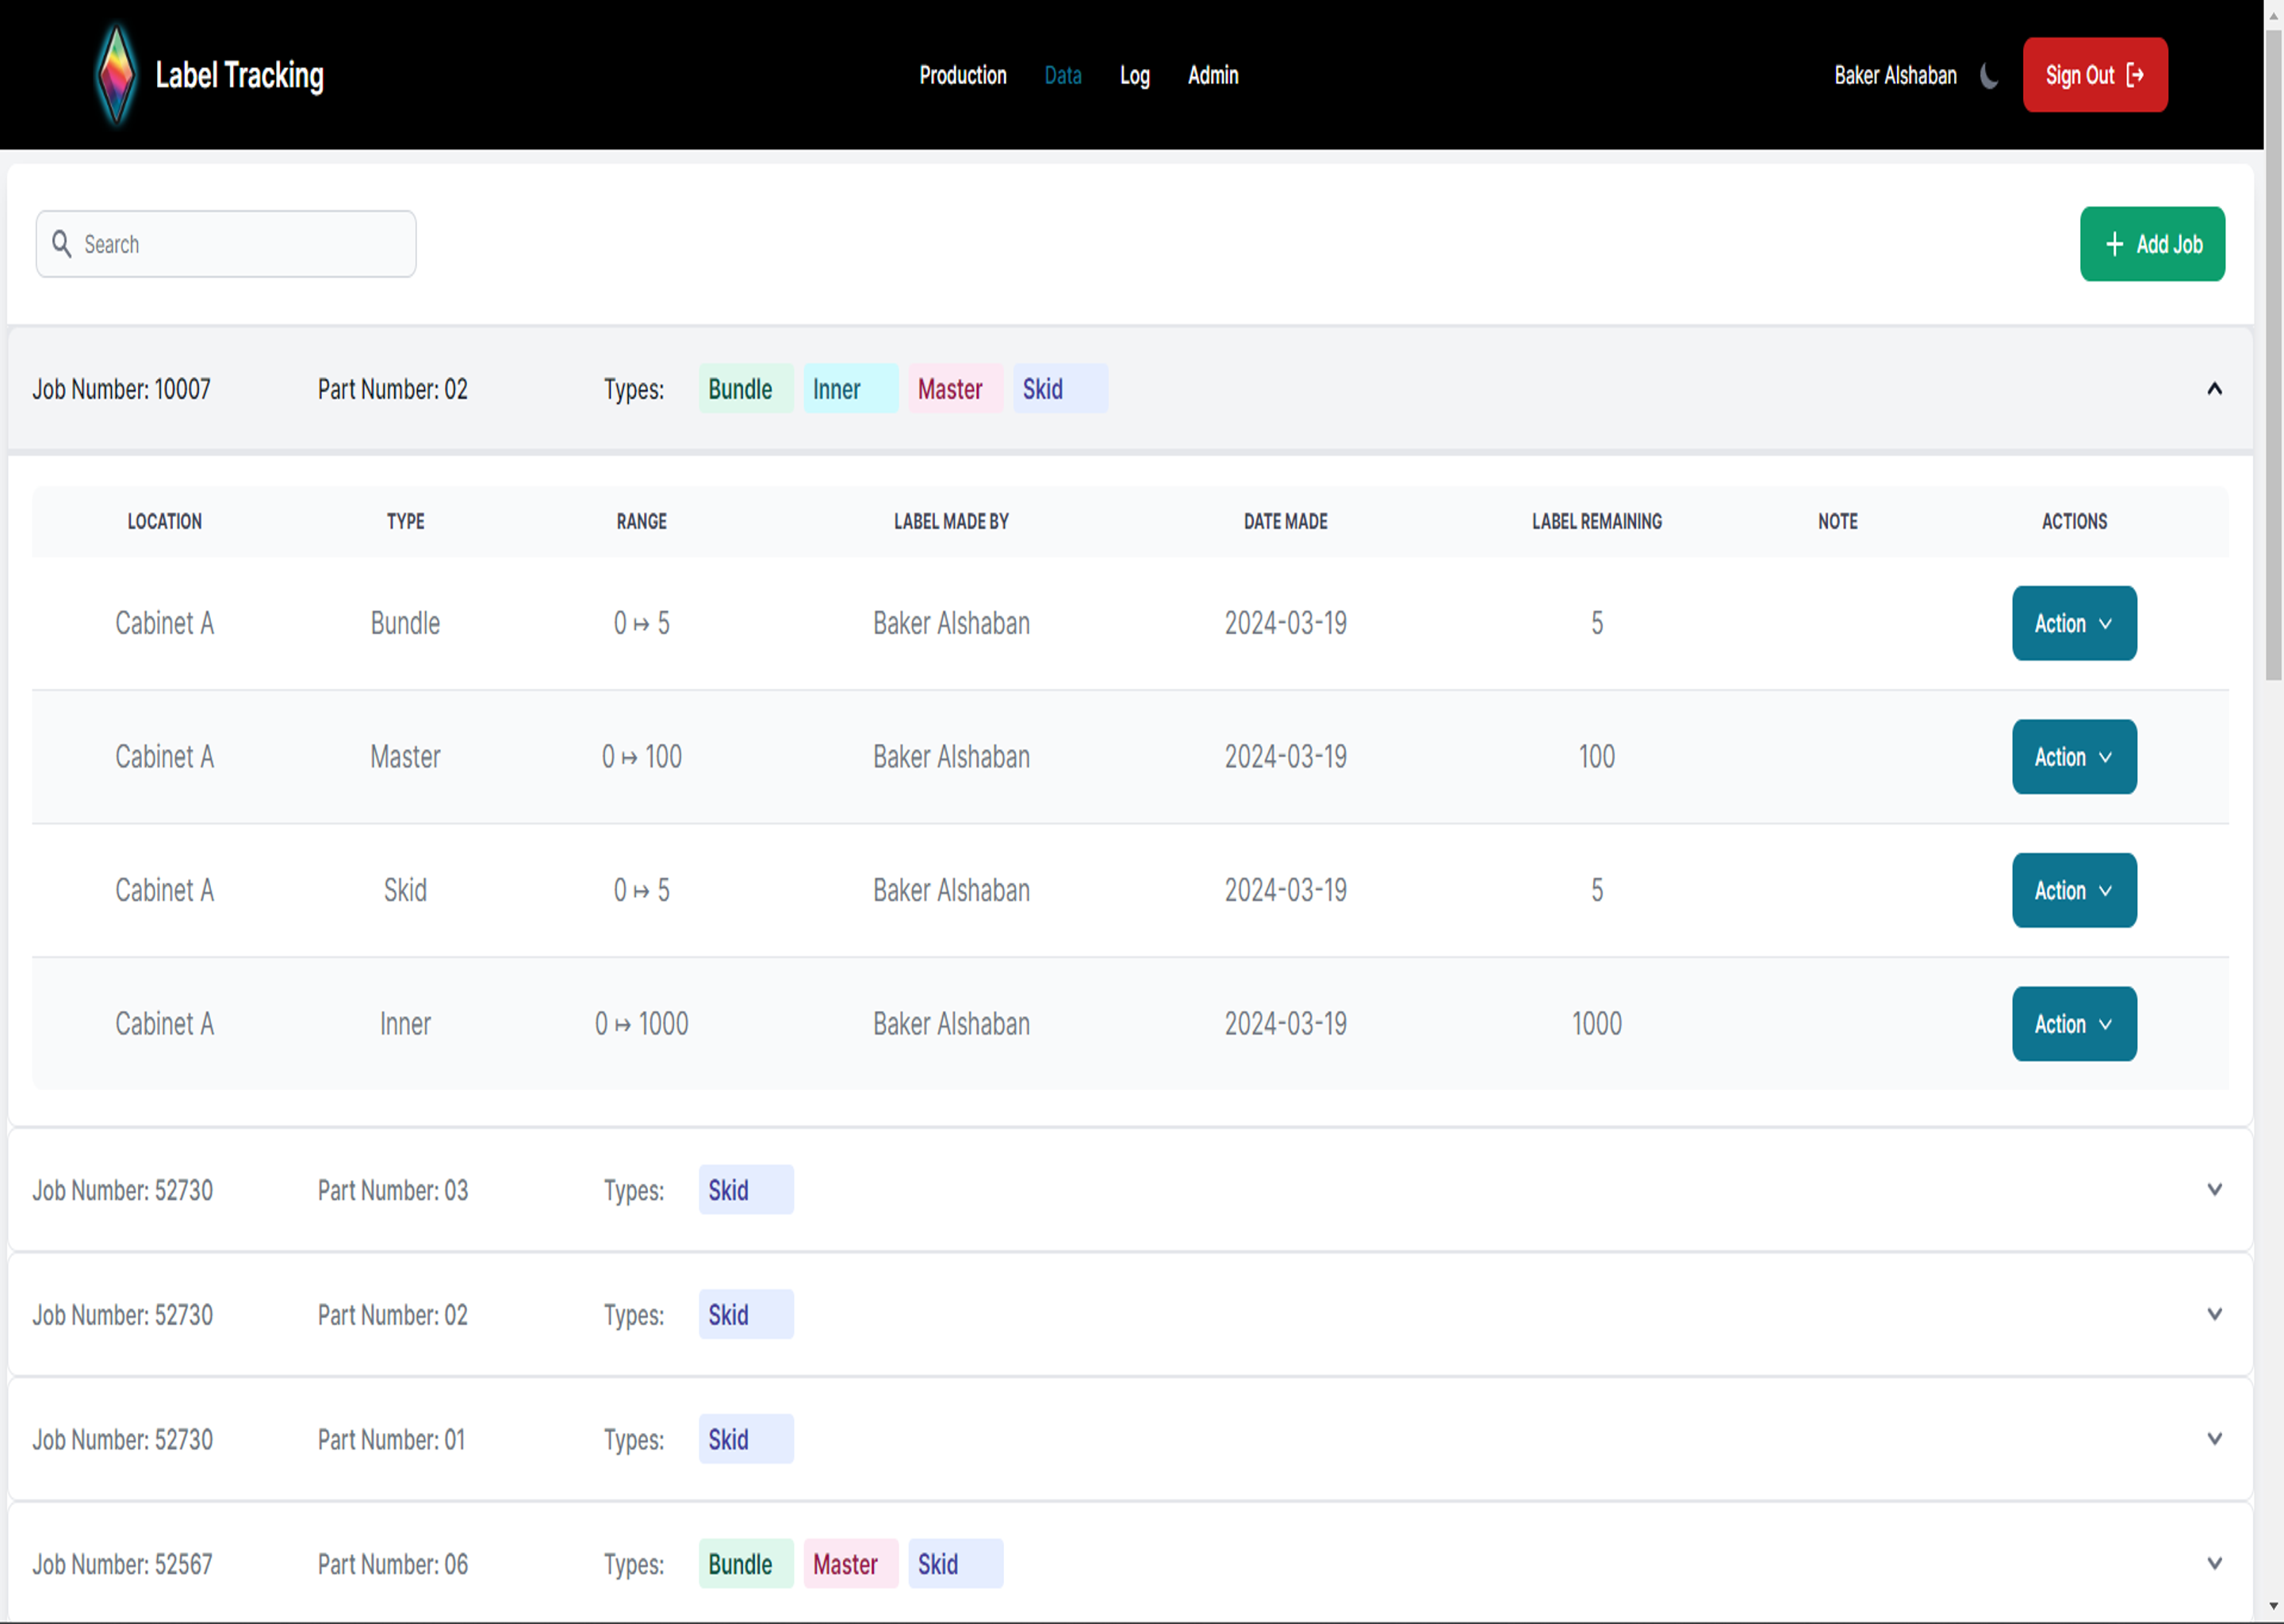 Label Tracking Production Data Log Admin Baker Alshaban Sign Out
Search + Add Job
Job Number: 10007 Part Number: 02 Types: Bundle Inner Master Skid
LOCATION TYPE RANGE LABEL MADE BY DATE MADE LABEL REMAINING NOTE ACTIONS
Cabinet A Bundle 0 ↦ 5 Baker Alshaban 2024-03-19 5 Action
Cabinet A Master 0 ↦ 100 Baker Alshaban 2024-03-19 100 Action
Cabinet A Skid 0 ↦ 5 Baker Alshaban 2024-03-19 5 Action
Cabinet A Inner 0 ↦ 1000 Baker Alshaban 2024-03-19 1000 Action
Job Number: 52730 Part Number: 03 Types: Skid
Job Number: 52730 Part Number: 02 Types: Skid
Job Number: 52730 Part Number: 01 Types: Skid
Job Number: 52567 Part Number: 06 Types: Bundle Master Skid